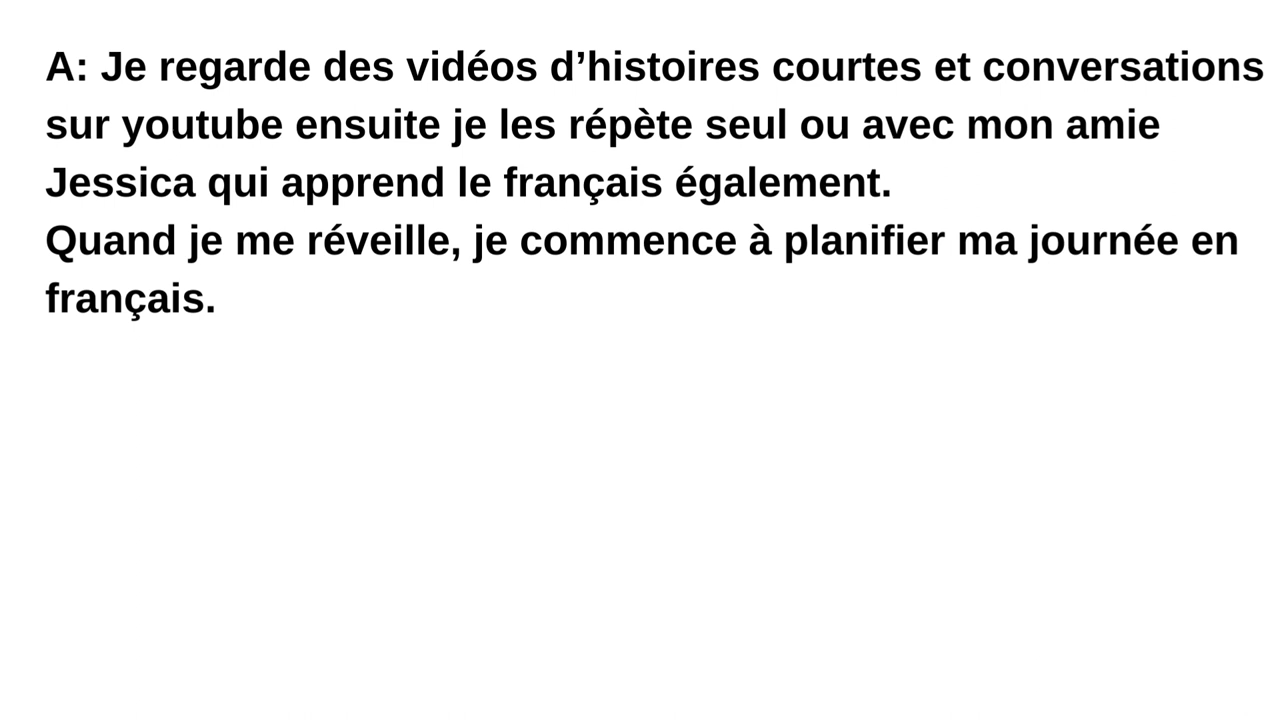 A: Je regarde des vidéos d’histoires courtes et conversations
sur youtube ensuite je les répète seul ou avec mon amie
Jessica qui apprend le français également.
Quand je me réveille, je commence à planifier ma journée en
français.